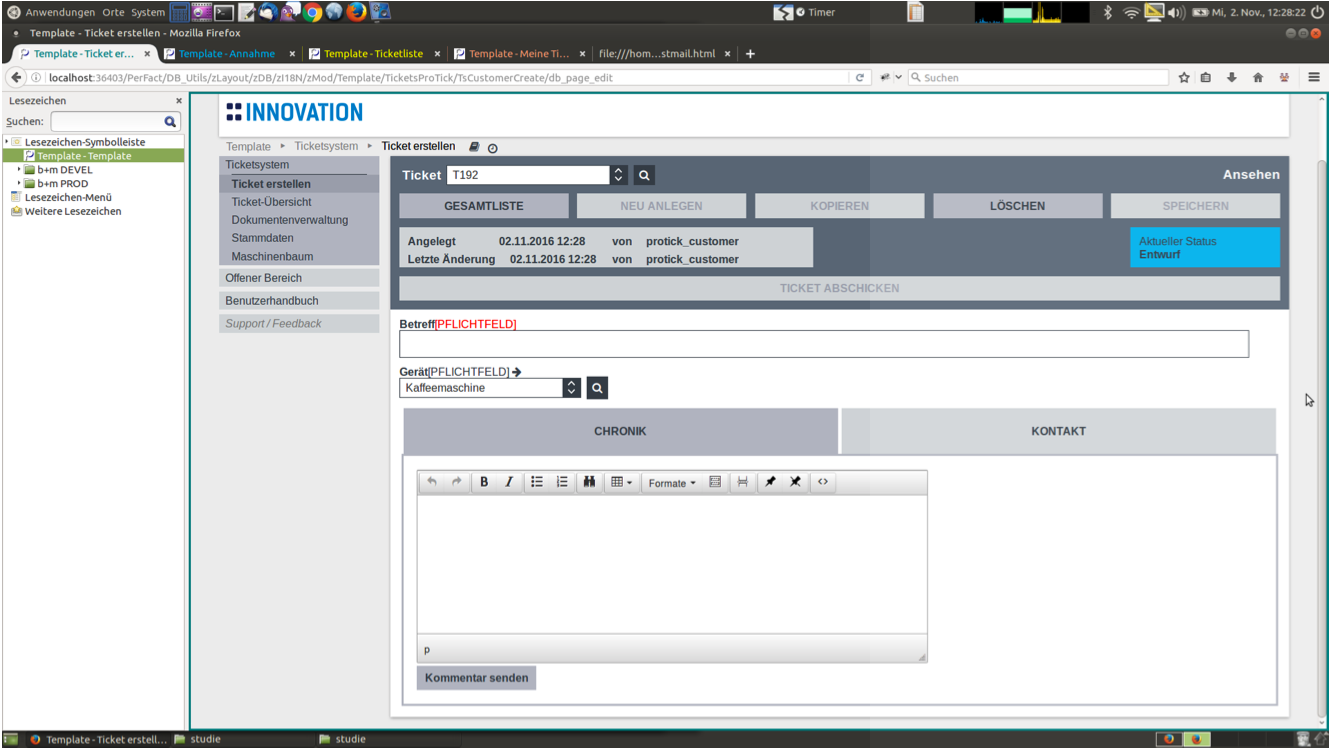 Anwendungen Orte System Timer Mi, 2. Nov., 12:28:22
Template - Ticket erstellen - Mozilla Firefox
Template - Ticket er... × Template - Annahme × Template - Ticketliste × Template - Meine Ti... × file:///hom...stmail.html × +
localhost:36403/PerFact/DB_Utils/zLayout/zDB/zI18N/zMod/Template/TicketsProTick/TsCustomerCreate/db_page_edit Suchen
Lesezeichen ×
Suchen:
Lesezeichen-Symbolleiste
Template - Template
b+m DEVEL
b+m PROD
Lesezeichen-Menü
Weitere Lesezeichen
INNOVATION
Template Ticketsystem Ticket erstellen
Ticketsystem
Ticket erstellen
Ticket-Übersicht
Dokumentenverwaltung
Stammdaten
Maschinenbaum
Offener Bereich
Benutzerhandbuch
Support / Feedback
Ticket T192 Ansehen
GESAMTLISTE NEU ANLEGEN KOPIEREN LÖSCHEN SPEICHERN
Angelegt 02.11.2016 12:28 von protick_customer
Letzte Änderung 02.11.2016 12:28 von protick_customer
Aktueller Status
Entwurf
TICKET ABSCHICKEN
Betreff[PFLICHTFELD]
Gerät[PFLICHTFELD]
Kaffeemaschine
CHRONIK KONTAKT
B I Formate
p
Kommentar senden
Template - Ticket erstell... studie studie